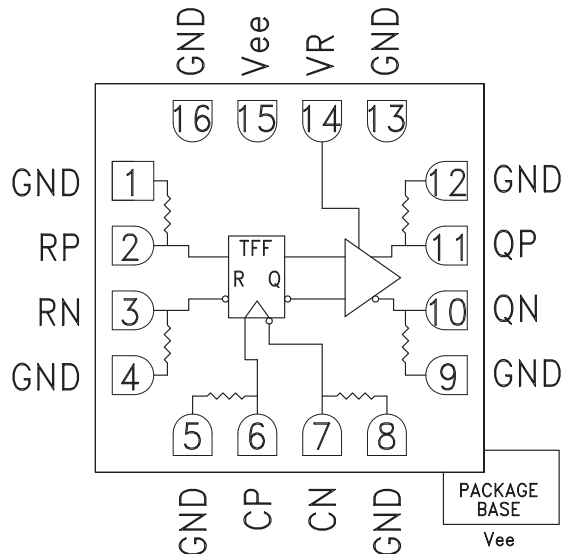 GND Vee VR GND
16 15 14 13
GND 1 12 GND
RP 2 11 QP
TFF
R Q
RN 3 10 QN
GND 4 9 GND
5 6 7 8
GND CP CN GND
PACKAGE
BASE
Vee